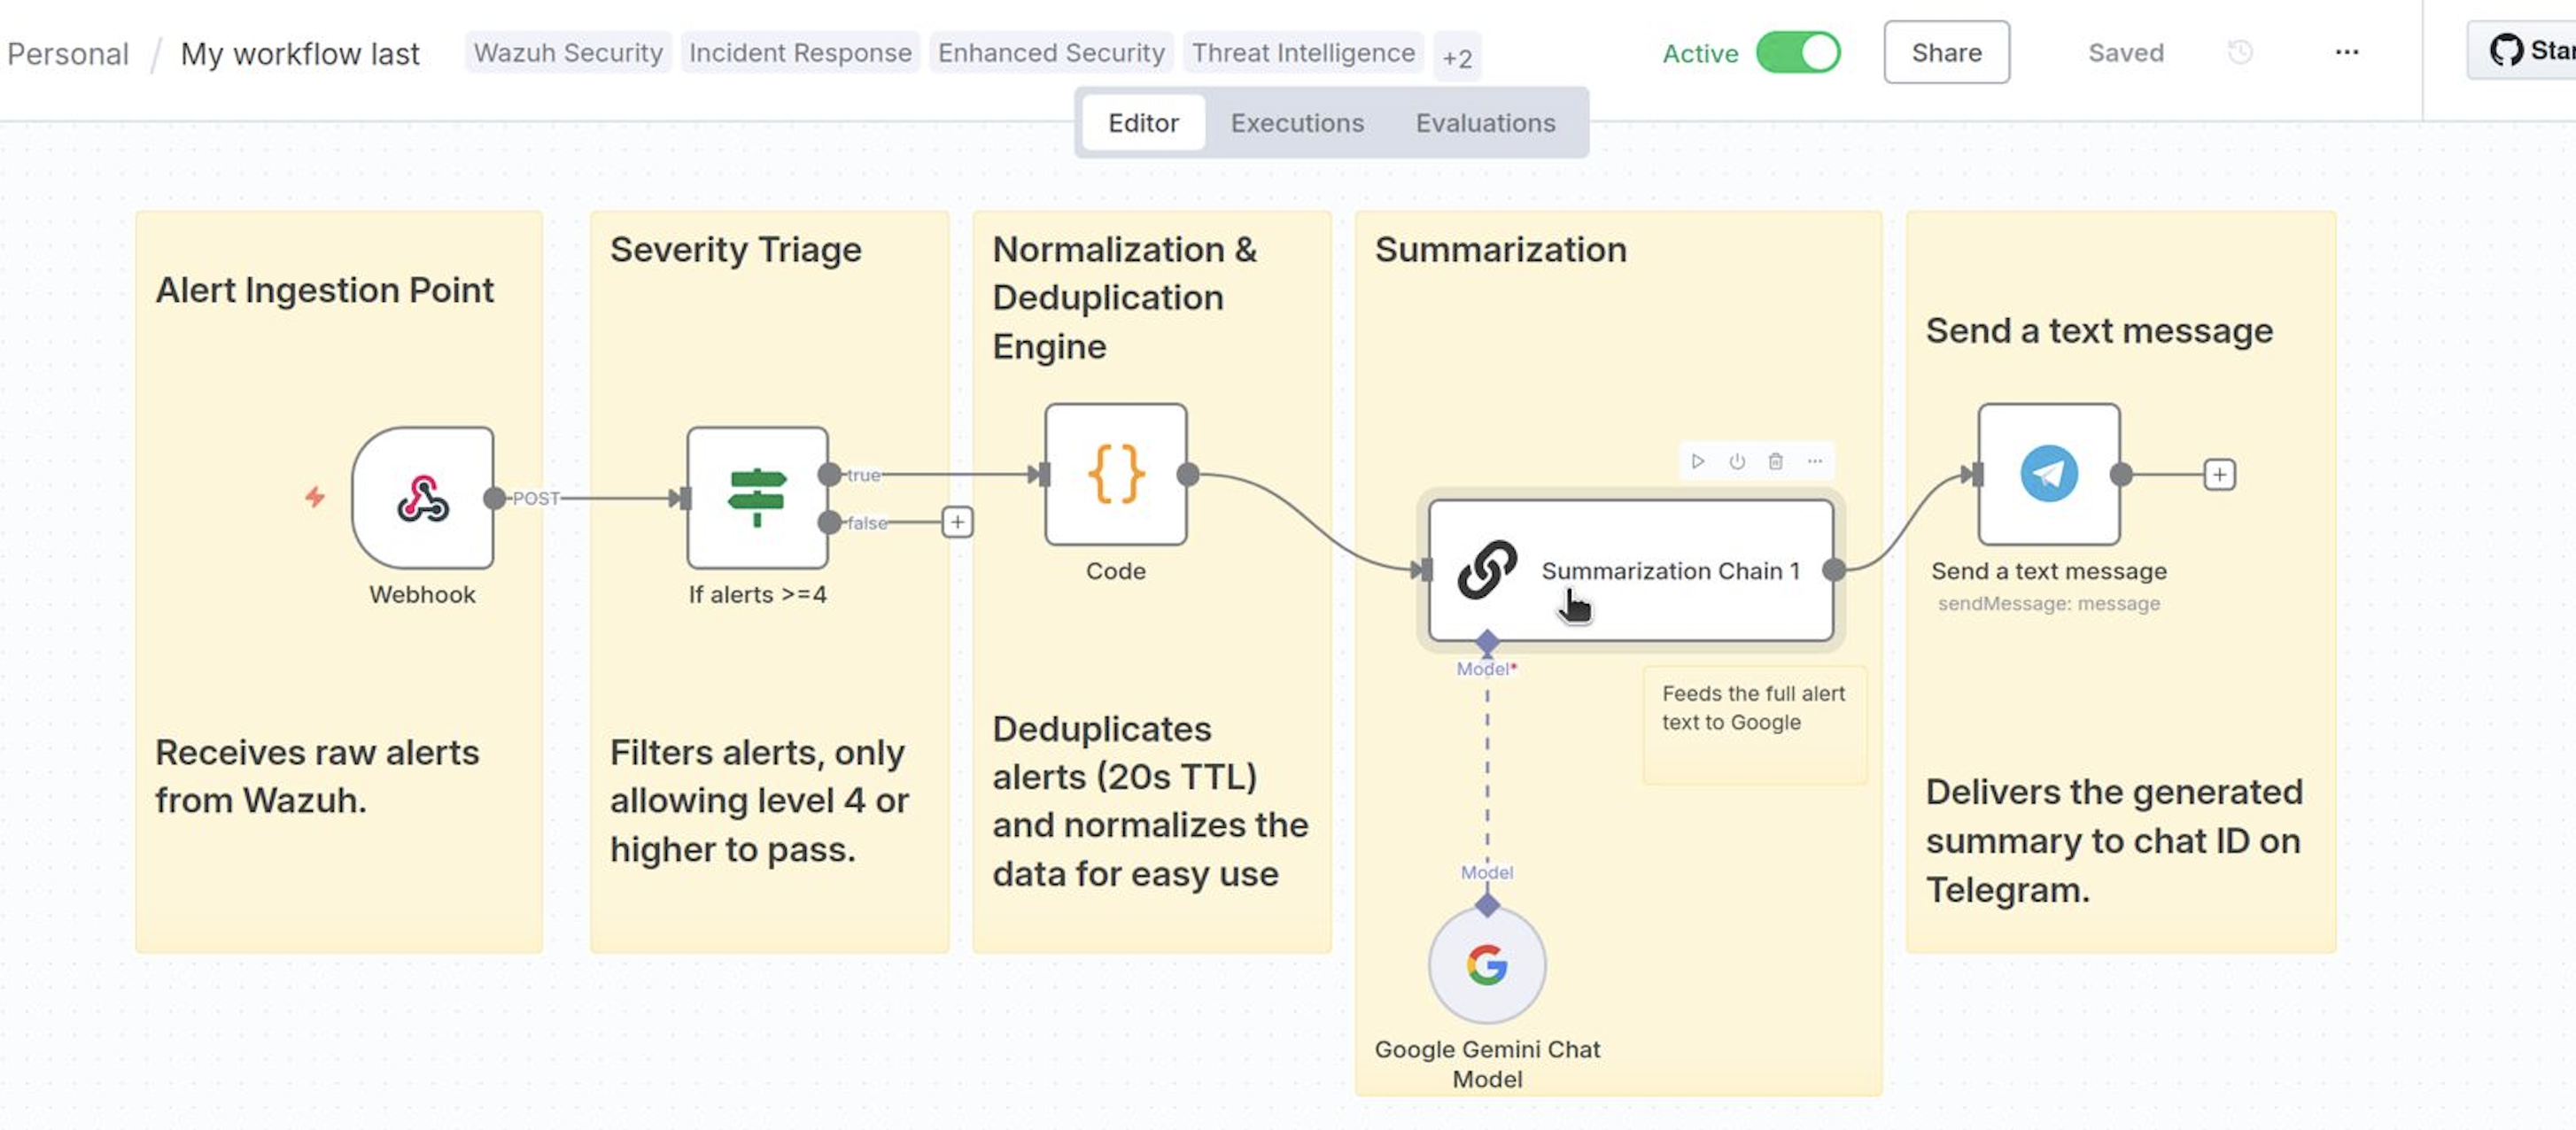 Personal / My workflow last
Wazuh Security
Incident Response
Enhanced Security
Threat Intelligence
+2
Active
Share
Saved
...
Editor
Executions
Evaluations
Alert Ingestion Point
POST
Webhook
Receives raw alerts
from Wazuh.
Severity Triage
true
false
If alerts >=4
Filters alerts, only
allowing level 4 or
higher to pass.
Normalization &
Deduplication
Engine
{}
Code
Deduplicates
alerts (20s TTL)
and normalizes the
data for easy use
Summarization
Summarization Chain 1
Model*
Feeds the full alert
text to Google
Model
Google Gemini Chat
Model
Send a text message
Send a text message
sendMessage: message
Delivers the generated
summary to chat ID on
Telegram.